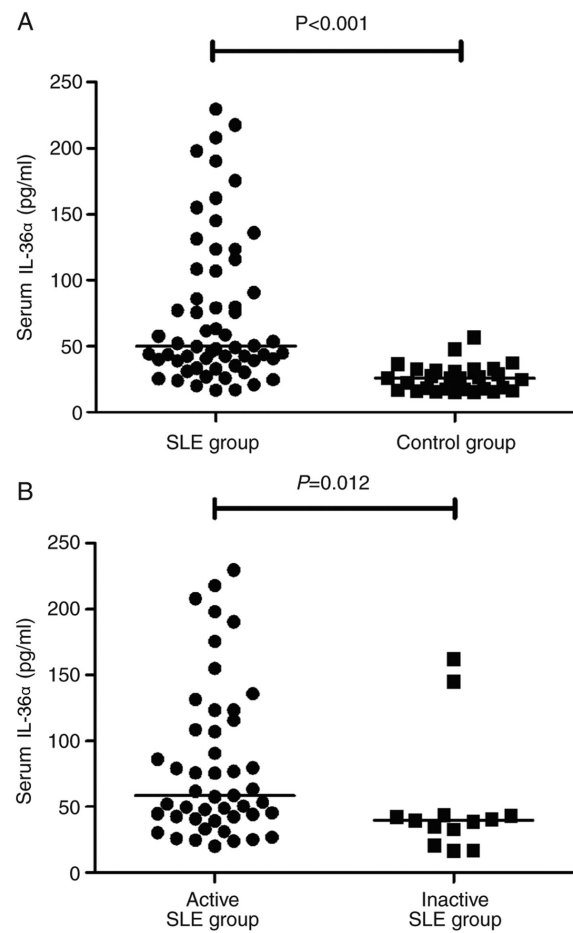 A
P<0.001
Serum IL-36α (pg/ml)
250
200
150
100
50
0
SLE group
Control group
B
P=0.012
Serum IL-36α (pg/ml)
250
200
150
100
50
0
Active
SLE group
Inactive
SLE group